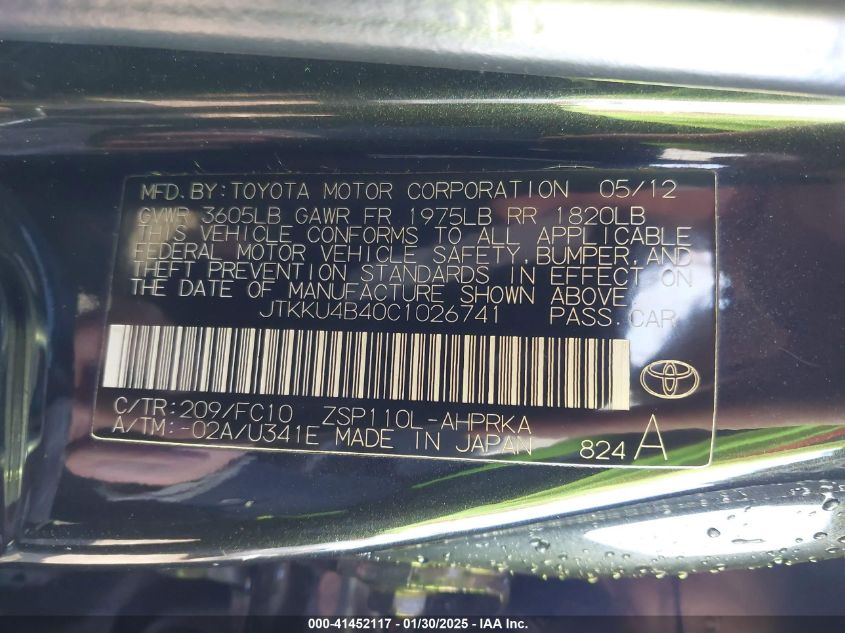 MFD.BY:TOYOTA MOTOR CORPORATION 05/12
GVWR 3605LB GAWR FR 1975LB RR 1820LB
THIS VEHICLE CONFORMS TO ALL APPLICABLE
FEDERAL MOTOR VEHICLE SAFETY,BUMPER,AND
THEFT PREVENTION STANDARDS IN EFFECT ON
THE DATE OF MANUFACTURE SHOWN ABOVE.
JTKKU4B40C1026741 PASS.CAR
C/TR:209/FC10 ZSP110L-AHPRKA
A/TM:-02A/U341E MADE IN JAPAN 824 A
000-41452117 - 01/30/2025 - IAA Inc.